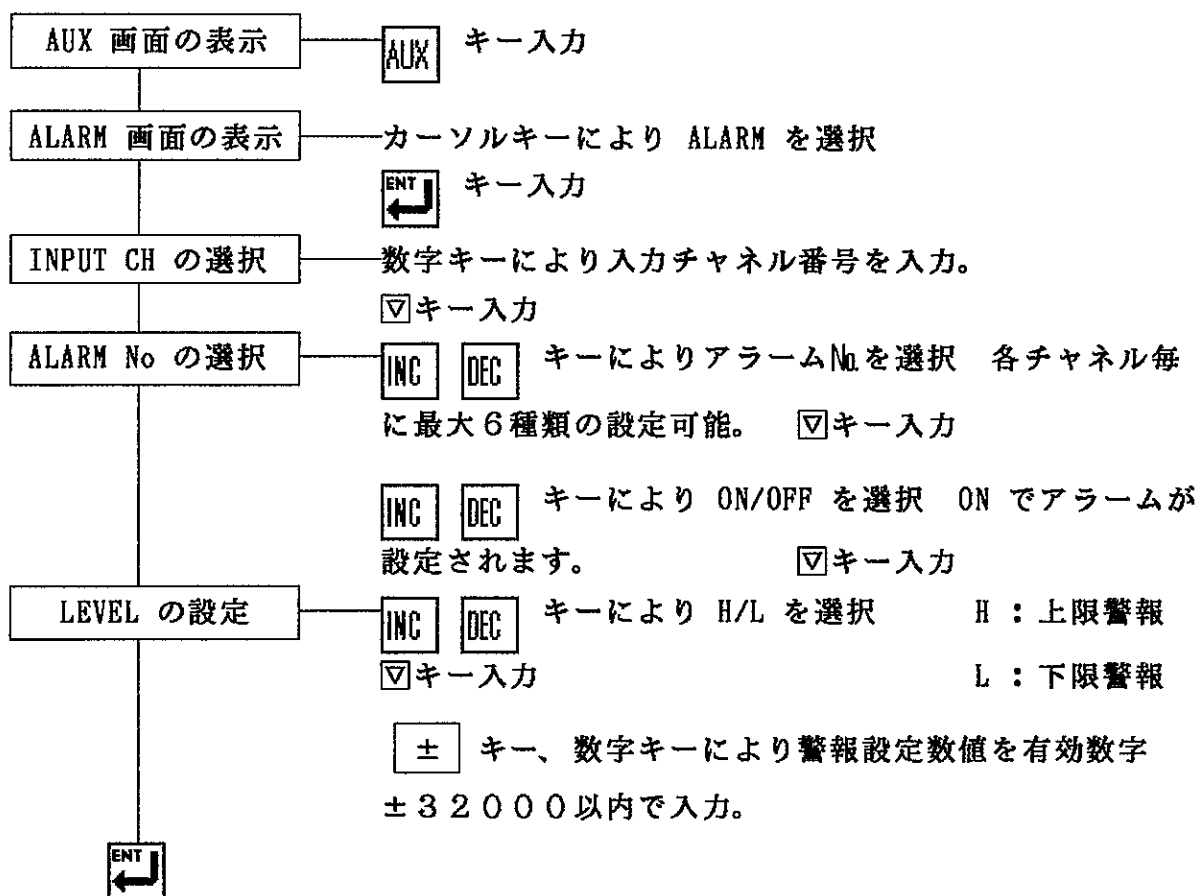 AUX 画面の表示 AUX キー入力
ALARM 画面の表示 カーソルキーにより ALARM を選択
ENT キー入力
INPUT CH の選択 数字キーにより入力チャネル番号を入力。
▽キー入力
ALARM No の選択 INC DEC キーによりアラーム№を選択 各チャネル毎
に最大6種類の設定可能。 ▽キー入力
INC DEC キーにより ON/OFF を選択 ON でアラームが
設定されます。 ▽キー入力
LEVEL の設定 INC DEC キーにより H/L を選択 H：上限警報
▽キー入力 L：下限警報
± キー、数字キーにより警報設定数値を有効数字
±32000以内で入力。
ENT